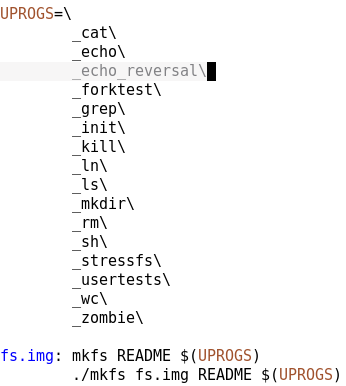 UPROGS=\
_cat\
_echo\
_echo_reversal\
_forktest\
_grep\
_init\
_kill\
_ln\
_ls\
_mkdir\
_rm\
_sh\
_stressfs\
_usertests\
_wc\
_zombie\
fs.img: mkfs README $(UPROGS)
./mkfs fs.img README $(UPROGS)